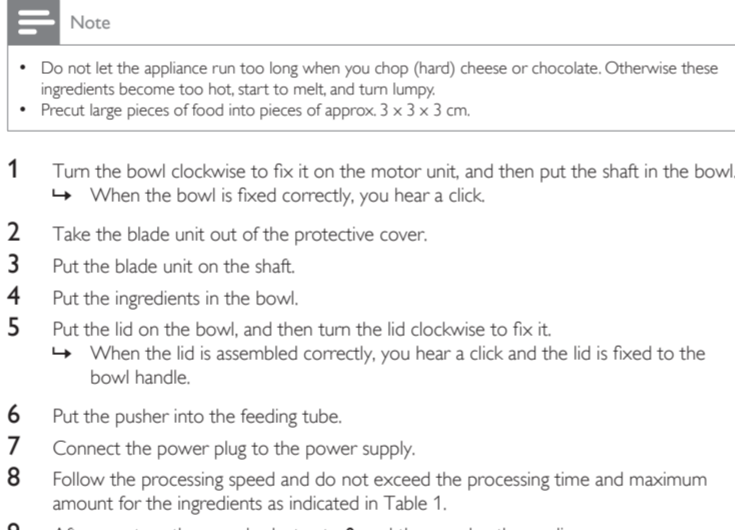 Note
• Do not let the appliance run too long when you chop (hard) cheese or chocolate. Otherwise these
ingredients become too hot, start to melt, and turn lumpy.
• Precut large pieces of food into pieces of approx. 3 x 3 x 3 cm.
1 Turn the bowl clockwise to fix it on the motor unit, and then put the shaft in the bowl.
↳ When the bowl is fixed correctly, you hear a click.
2 Take the blade unit out of the protective cover.
3 Put the blade unit on the shaft.
4 Put the ingredients in the bowl.
5 Put the lid on the bowl, and then turn the lid clockwise to fix it.
↳ When the lid is assembled correctly, you hear a click and the lid is fixed to the
bowl handle.
6 Put the pusher into the feeding tube.
7 Connect the power plug to the power supply.
8 Follow the processing speed and do not exceed the processing time and maximum
amount for the ingredients as indicated in Table 1.